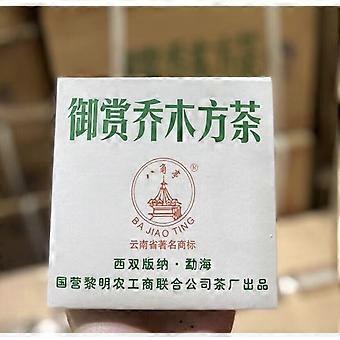 御赏乔木方茶
八角亭
®
BA JIAO TING
云南省著名商标
西双版纳·勐海
国营黎明农工商联合公司茶厂出品